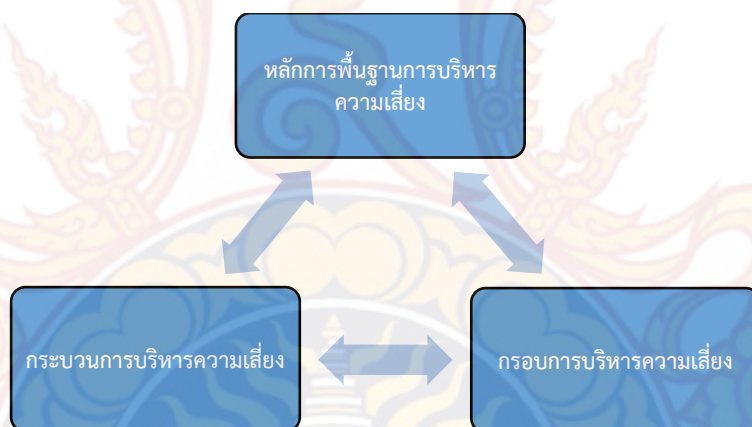 หลักการพื้นฐานการบริหาร
ความเสี่ยง
กระบวนการบริหารความเสี่ยง
กรอบการบริหารความเสี่ยง